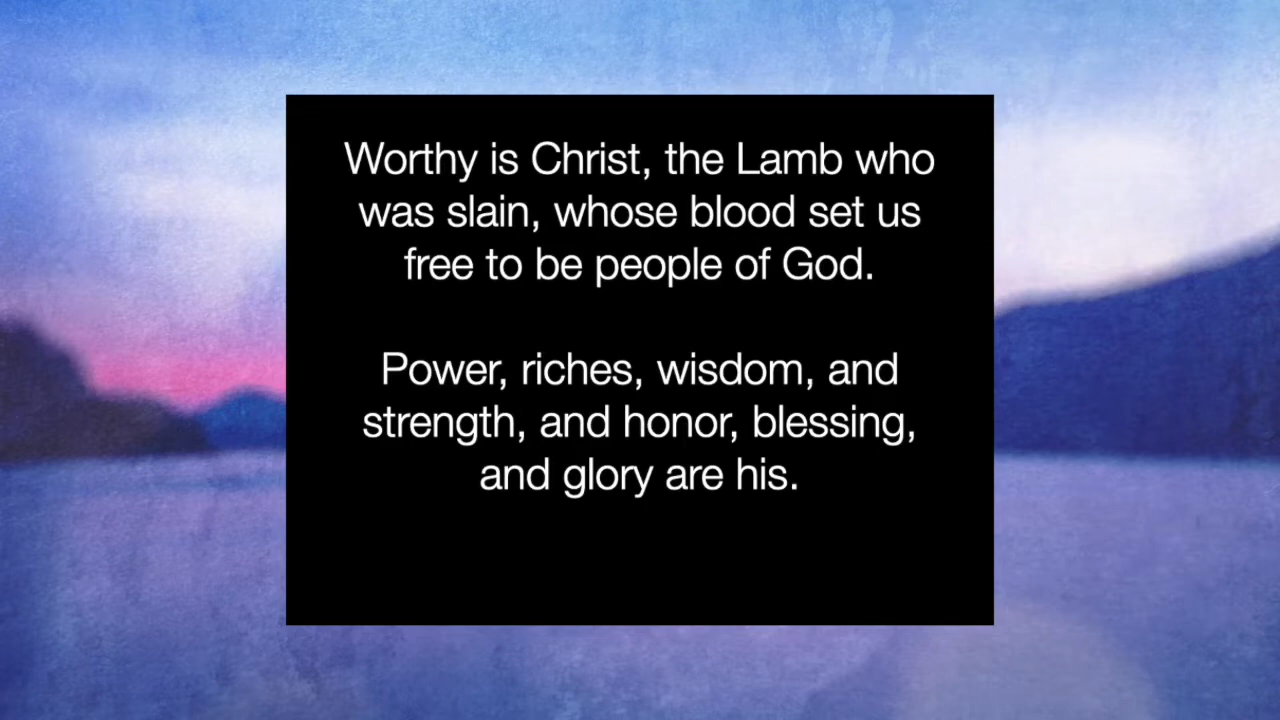 Worthy is Christ, the Lamb who
was slain, whose blood set us
free to be people of God.
Power, riches, wisdom, and
strength, and honor, blessing,
and glory are his.